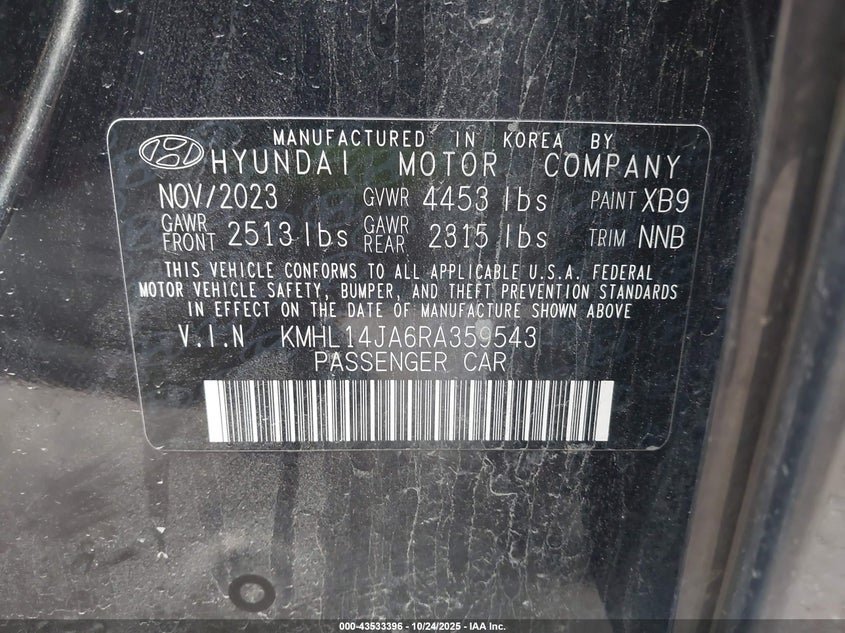 MANUFACTURED IN KOREA BY
HYUNDAI MOTOR COMPANY
NOV/2023 GVWR 4453 lbs PAINT XB9
GAWR FRONT 2513 lbs GAWR REAR 2315 lbs TRIM NNB
THIS VEHICLE CONFORMS TO ALL APPLICABLE U.S.A. FEDERAL
MOTOR VEHICLE SAFETY, BUMPER, AND THEFT PREVENTION STANDARDS
IN EFFECT ON THE DATE OF MANUFACTURE SHOWN ABOVE
V.I.N KMHL14JA6RA359543
PASSENGER CAR
000-43533396 - 10/24/2025 - IAA Inc.